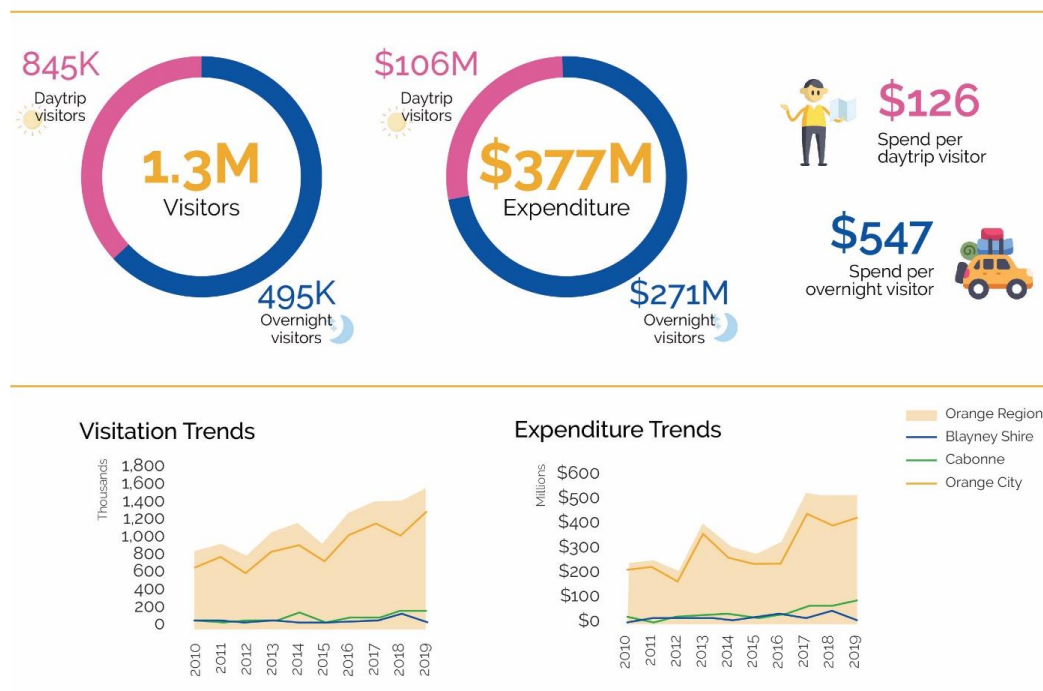 845K
Daytrip
visitors
1.3M
Visitors
495K
Overnight
visitors
$106M
Daytrip
visitors
$377M
Expenditure
$271M
Overnight
visitors
$126
Spend per
daytrip visitor
$547
Spend per
overnight visitor
Visitation Trends
Thousands
1,800
1,600
1,400
1,200
1,000
800
600
400
200
0
2010
2011
2012
2013
2014
2015
2016
2017
2018
2019
Expenditure Trends
Millions
$600
$500
$400
$300
$200
$100
$0
2010
2011
2012
2013
2014
2015
2016
2017
2018
2019
Orange Region
Blayney Shire
Cabonne
Orange City